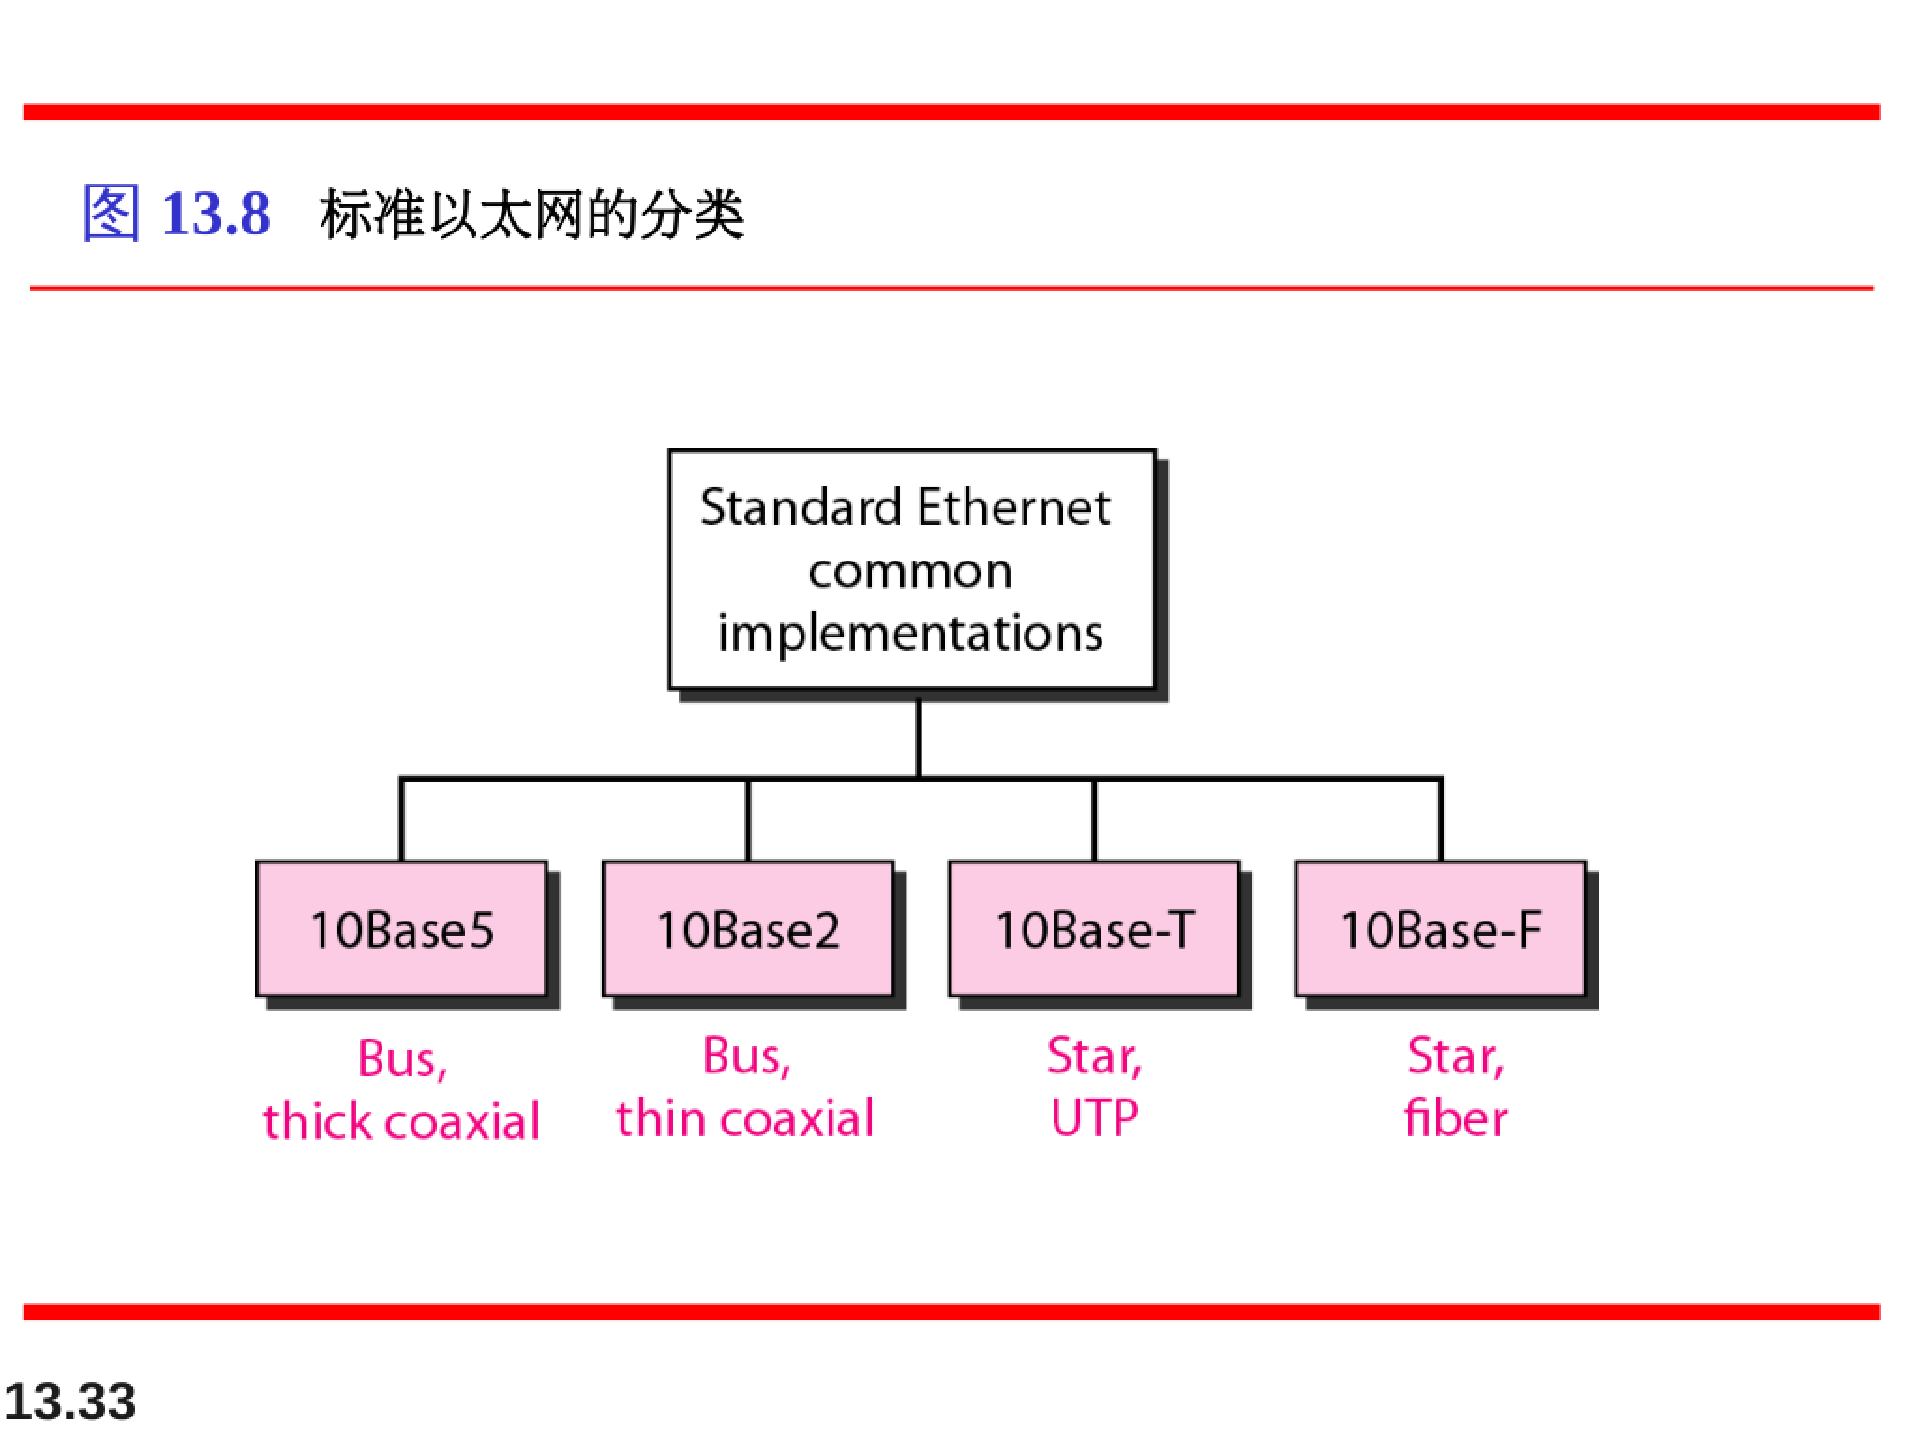 图 13.8 标准以太网的分类
Standard Ethernet
common
implementations
10Base5
10Base2
10Base-T
10Base-F
Bus,
thick coaxial
Bus,
thin coaxial
Star,
UTP
Star,
fiber
13.33